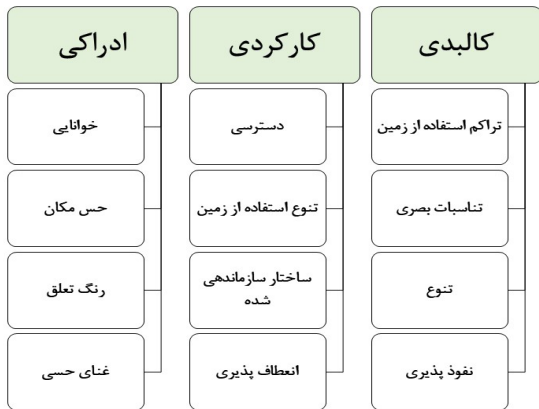 کالبدی
تراکم استفاده از زمین
تناسبات بصری
تنوع
نفوذ پذیری
کارکردی
دسترسی
تنوع استفاده از زمین
ساختار سازماندهی
شده
انعطاف پذیری
ادراکی
خوانایی
حس مکان
رنگ تعلق
غنای حسی